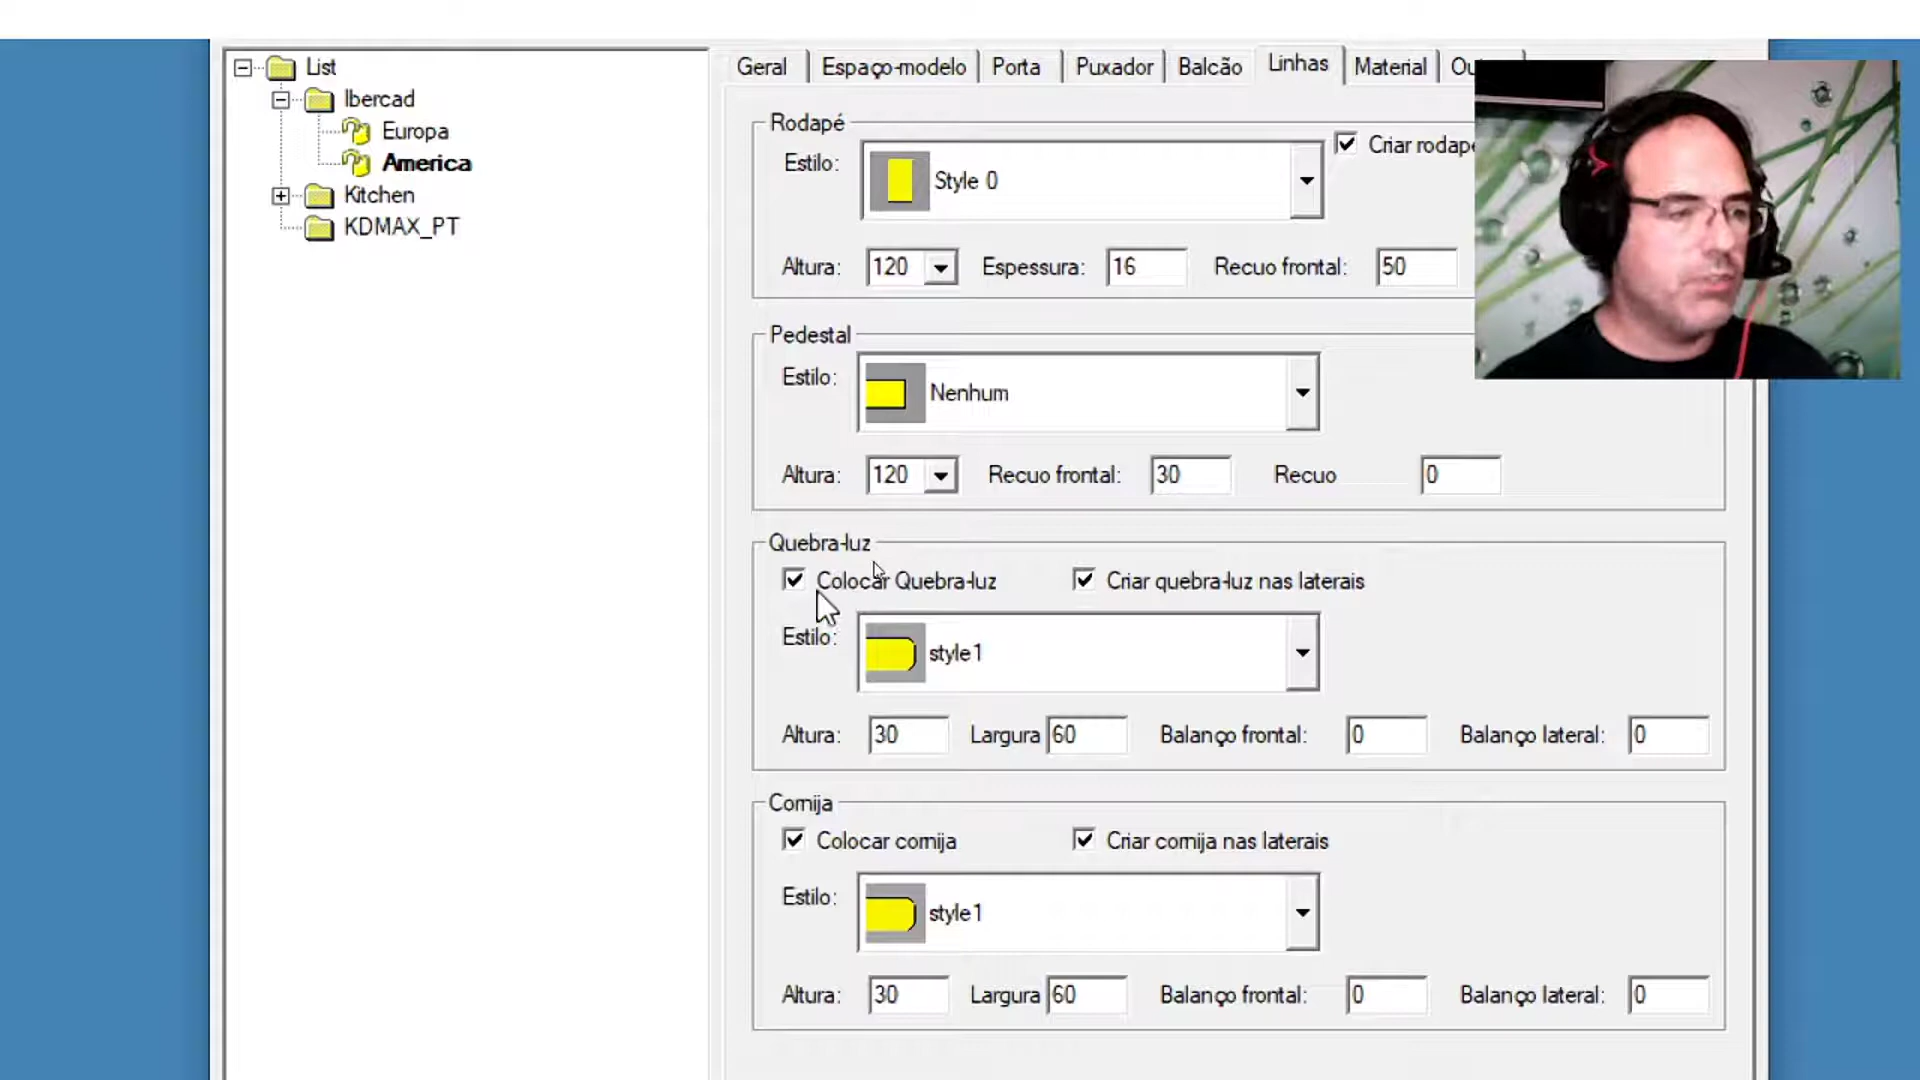 List
Ibercad
Europa
America
Kitchen
KDMAX_PT
Geral Espaço-modelo Porta Puxador Balcão Linhas Material
Rodapé
Estilo: Style 0 Criar rodapé
Altura: 120 Espessura: 16 Recuo frontal: 50
Pedestal
Estilo: Nenhum
Altura: 120 Recuo frontal: 30 Recuo 0
Quebra-luz
Colocar Quebra-luz Criar quebra-luz nas laterais
Estilo: style1
Altura: 30 Largura 60 Balanço frontal: 0 Balanço lateral: 0
Cornija
Colocar cornija Criar cornija nas laterais
Estilo: style1
Altura: 30 Largura 60 Balanço frontal: 0 Balanço lateral: 0